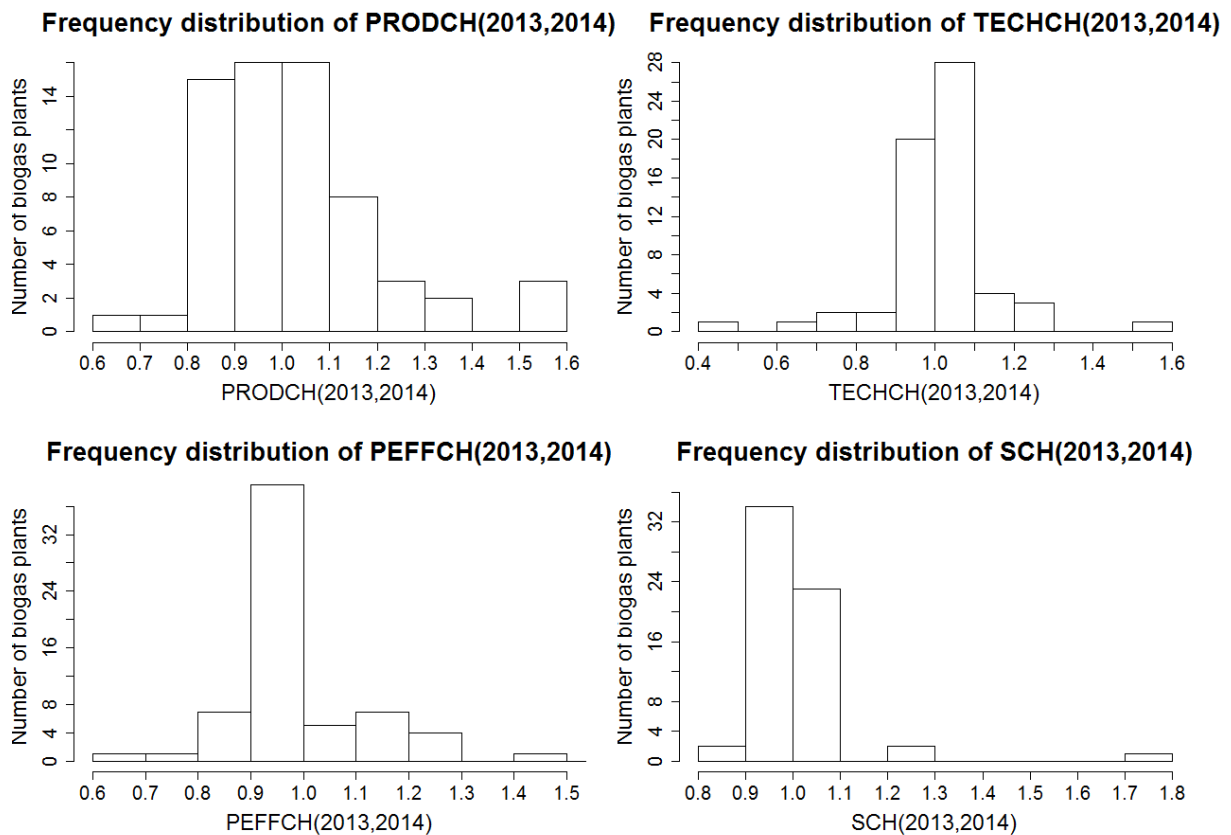 Frequency distribution of PRODCH(2013,2014)
Number of biogas plants
0 2 4 6 8 10 14
0.6 0.7 0.8 0.9 1.0 1.1 1.2 1.3 1.4 1.5 1.6
PRODCH(2013,2014)
Frequency distribution of TECHCH(2013,2014)
Number of biogas plants
0 4 8 12 16 20 24 28
0.4 0.6 0.8 1.0 1.2 1.4 1.6
TECHCH(2013,2014)
Frequency distribution of PEFFCH(2013,2014)
Number of biogas plants
0 4 8 16 24 32
0.6 0.7 0.8 0.9 1.0 1.1 1.2 1.3 1.4 1.5
PEFFCH(2013,2014)
Frequency distribution of SCH(2013,2014)
Number of biogas plants
0 4 8 16 24 32
0.8 0.9 1.0 1.1 1.2 1.3 1.4 1.5 1.6 1.7 1.8
SCH(2013,2014)